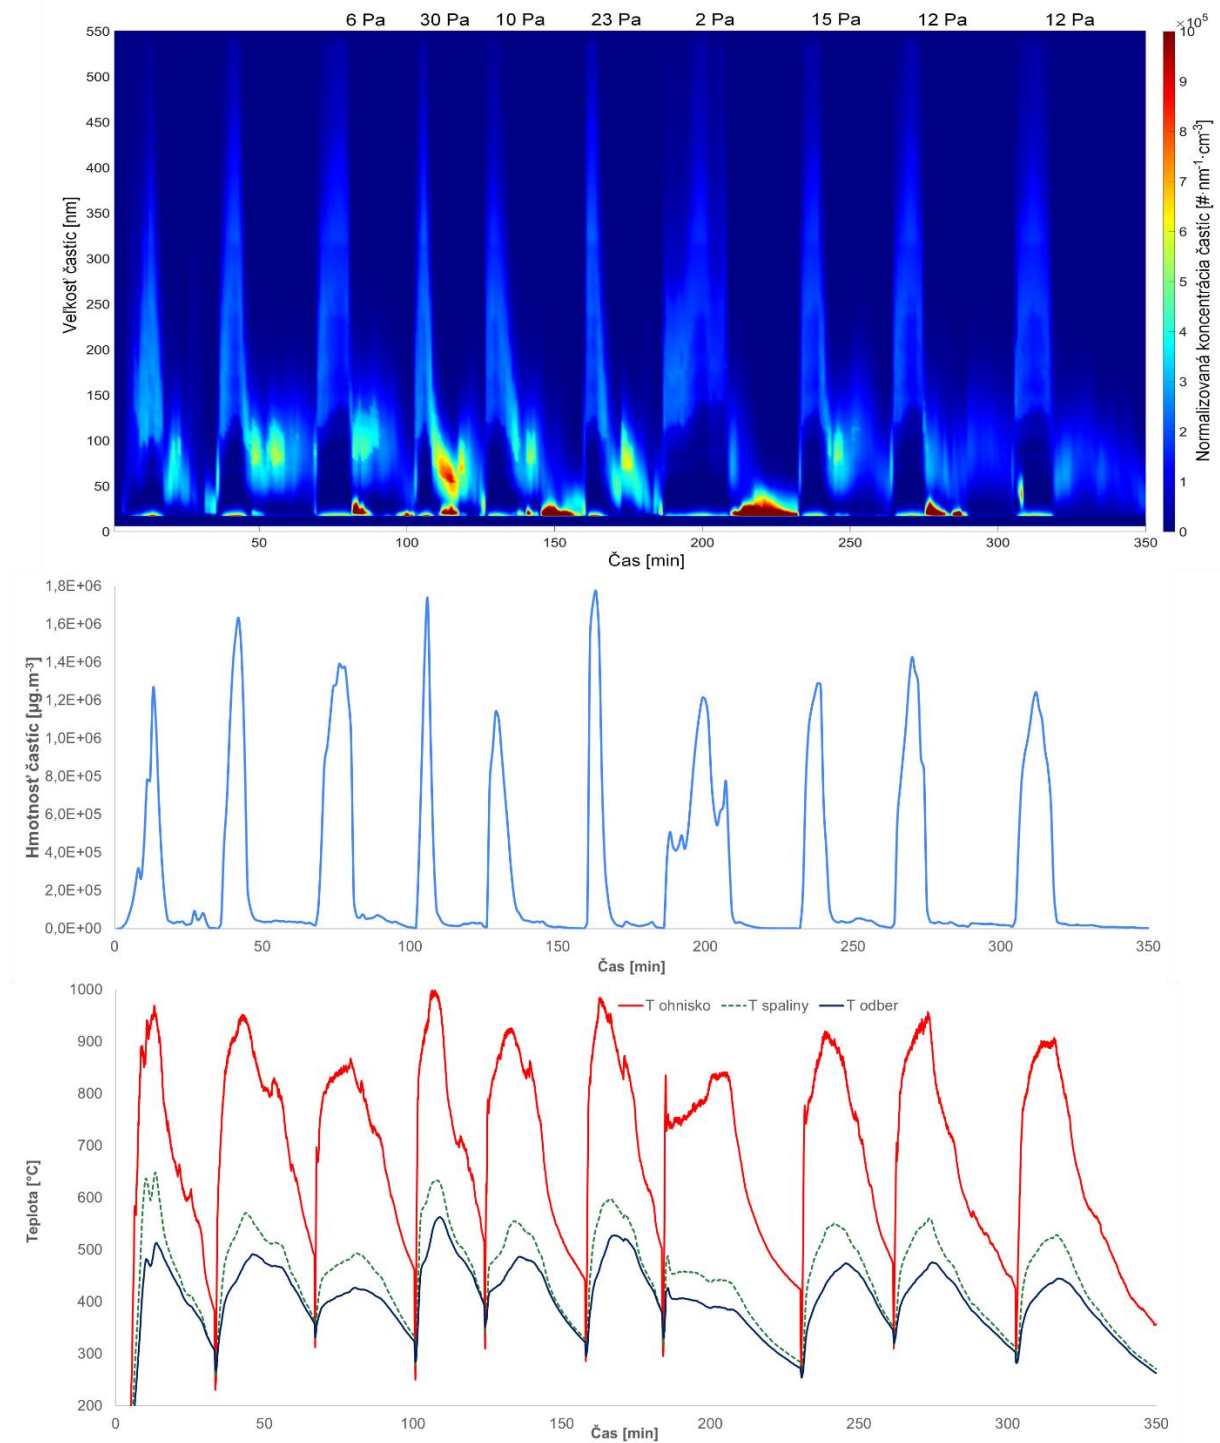 6 Pa 30 Pa 10 Pa 23 Pa 2 Pa 15 Pa 12 Pa 12 Pa
×10⁵
550
500
450
400
350
300
250
200
150
100
50
0
Veľkosť častíc [nm]
50 100 150 200 250 300 350
Čas [min]
10
9
8
7
6
5
4
3
2
1
0
Normalizovaná koncentrácia častíc [#·nm⁻¹·cm⁻³]
1,8E+06
1,6E+06
1,4E+06
1,2E+06
1,0E+06
8,0E+05
6,0E+05
4,0E+05
2,0E+05
0,0E+00
Hmotnosť častíc [µg.m⁻³]
0 50 100 150 200 250 300 350
Čas [min]
T ohnisko T spaliny T odber
1000
900
800
700
600
500
400
300
200
Teplota [°C]
0 50 100 150 200 250 300 350
Čas [min]